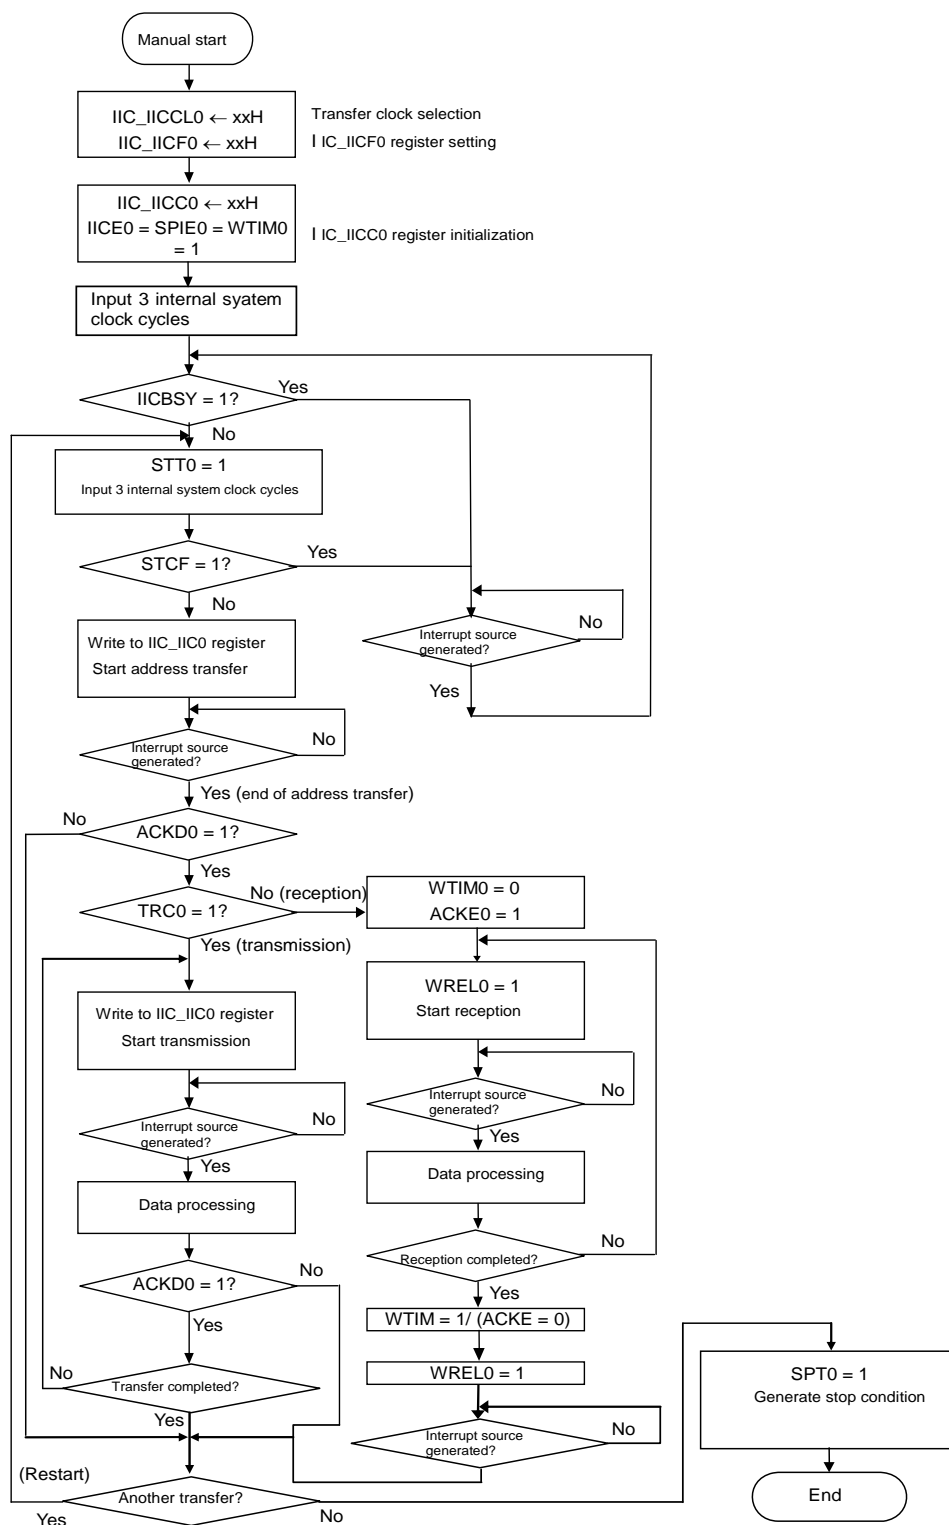 Manual start
IIC_IICCL0 ← xxH
Transfer clock selection
IIC_IICF0 ← xxH
I IC_IICF0 register setting
IIC_IICC0 ← xxH
IICE0 = SPIE0 = WTIM0
= 1
I IC_IICC0 register initialization
Input 3 internal syatem
clock cycles
IICBSY = 1?
Yes
No
STT0 = 1
Input 3 internal system clock cycles
STCF = 1?
Yes
No
Interrupt source
generated?
No
Yes
Write to IIC_IIC0 register
Start address transfer
Interrupt source
generated?
No
Yes (end of address transfer)
ACKD0 = 1?
No
Yes
TRC0 = 1?
No (reception)
Yes (transmission)
WTIM0 = 0
ACKE0 = 1
WREL0 = 1
Start reception
Interrupt source
generated?
No
Yes
Data processing
Reception completed?
No
Yes
WTIM = 1/ (ACKE = 0)
WREL0 = 1
Interrupt source
generated?
No
Write to IIC_IIC0 register
Start transmission
Interrupt source
generated?
No
Yes
Data processing
ACKD0 = 1?
No
Yes
Transfer completed?
No
Yes
(Restart)
Another transfer?
Yes
No
SPT0 = 1
Generate stop condition
End